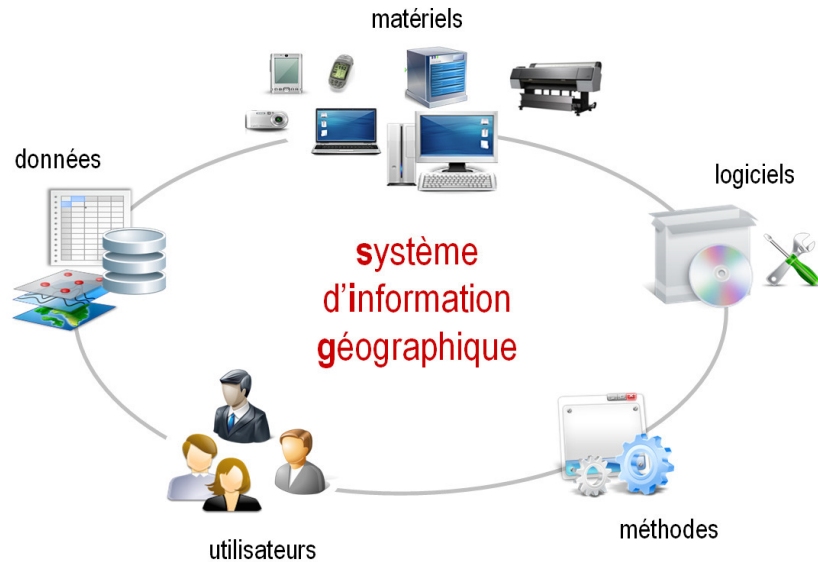 matériels
données
logiciels
système
d'information
géographique
méthodes
utilisateurs